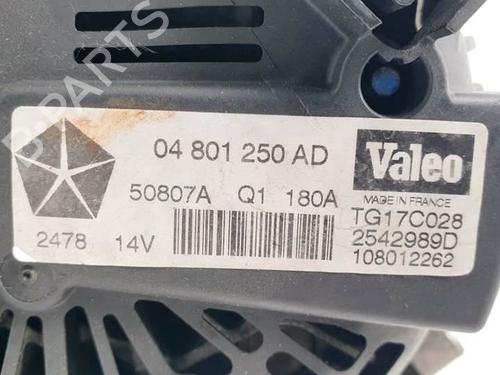 B-PARTS
04 801 250 AD
Valeo
MADE IN FRANCE
50807A Q1 180A
TG17C028
2478 14V
2542989D
108012262